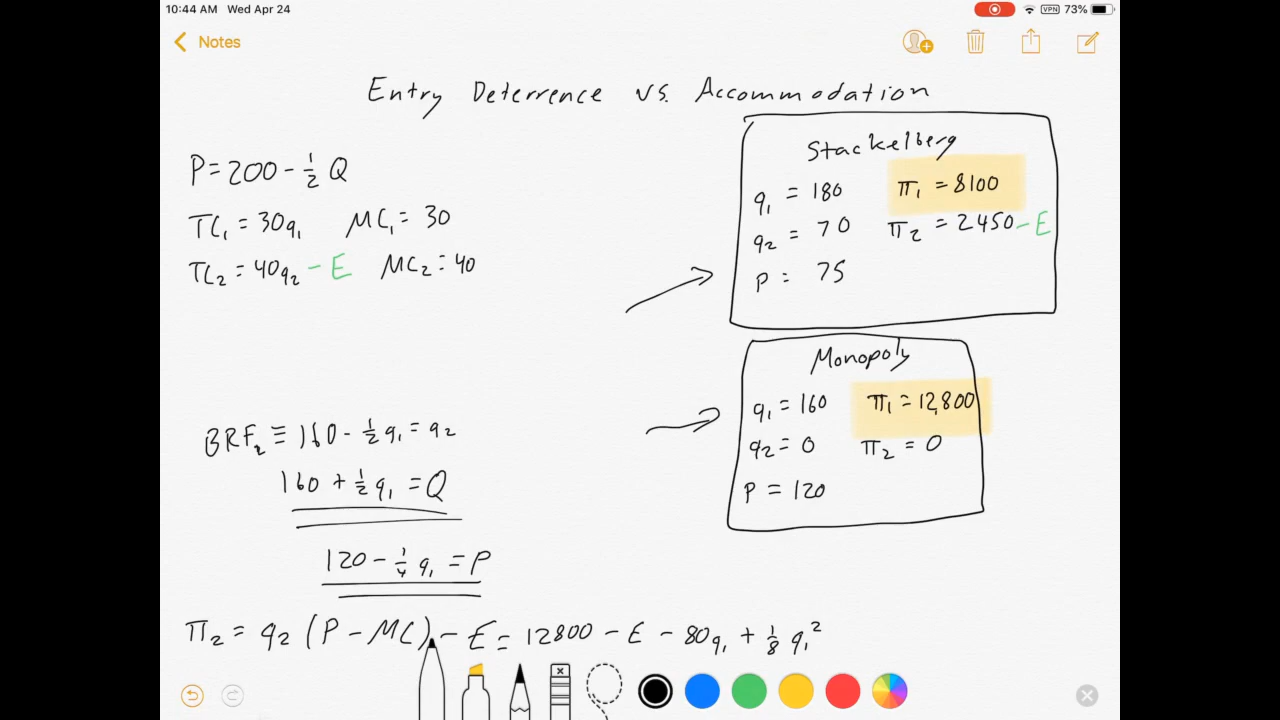 10:44 AM Wed Apr 24
VPN 73%
Notes
Entry Deterrence vs. Accommodation
P = 200 - 1/2 Q
TC₁ = 30q₁ MC₁ = 30
TC₂ = 40q₂ - E MC₂ = 40
Stackelberg
q₁ = 180 π₁ = 8100
q₂ = 70 π₂ = 2450 - E
P = 75
Monopoly
q₁ = 160 π₁ = 12,800
q₂ = 0 π₂ = 0
P = 120
BRF₂ ≡ 160 - 1/2 q₁ = q₂
160 + 1/2 q₁ = Q
120 - 1/4 q₁ = P
π₂ = q₂ (P - MC) - E = 12800 - E - 80q₁ + 1/8 q₁²